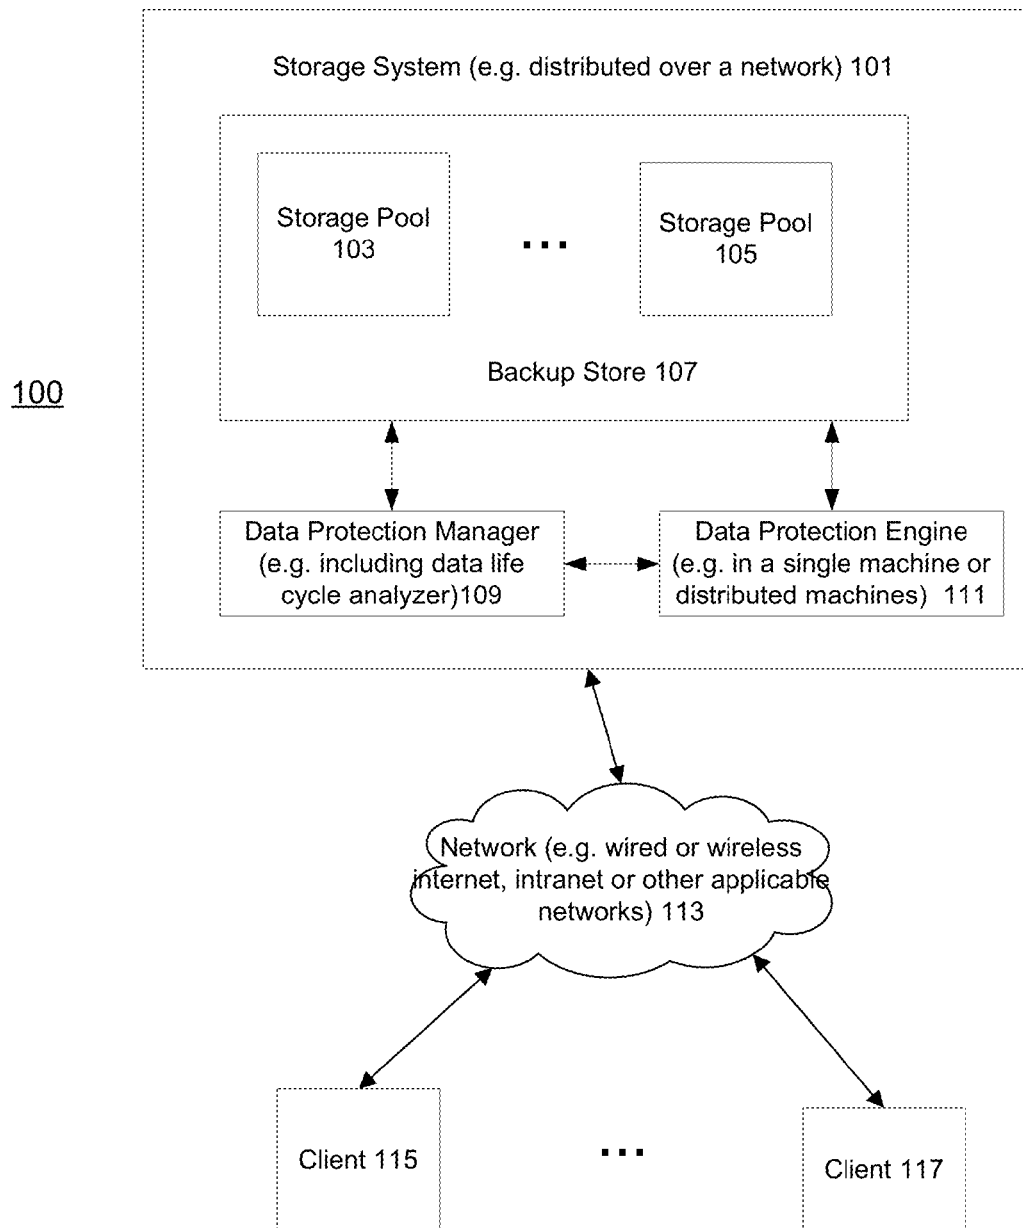 Storage System (e.g. distributed over a network) 101
Storage Pool
103
...
Storage Pool
105
Backup Store 107
100
Data Protection Manager
(e.g. including data life
cycle analyzer)109
Data Protection Engine
(e.g. in a single machine or
distributed machines) 111
Network (e.g. wired or wireless
internet, intranet or other applicable
networks) 113
Client 115
...
Client 117